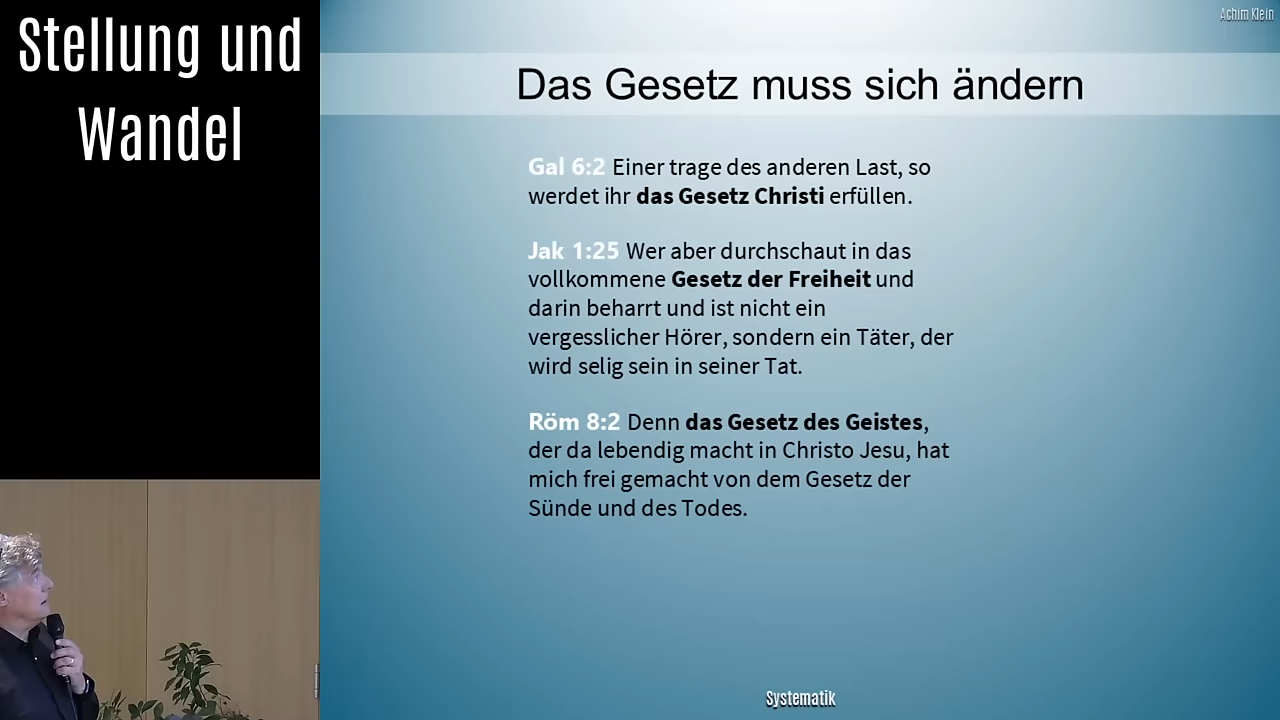 Stellung und
Wandel
Achim Klein
Das Gesetz muss sich ändern
Gal 6:2 Einer trage des anderen Last, so
werdet ihr das Gesetz Christi erfüllen.
Jak 1:25 Wer aber durchschaut in das
vollkommene Gesetz der Freiheit und
darin beharrt und ist nicht ein
vergesslicher Hörer, sondern ein Täter, der
wird selig sein in seiner Tat.
Röm 8:2 Denn das Gesetz des Geistes,
der da lebendig macht in Christo Jesu, hat
mich frei gemacht von dem Gesetz der
Sünde und des Todes.
Systematik